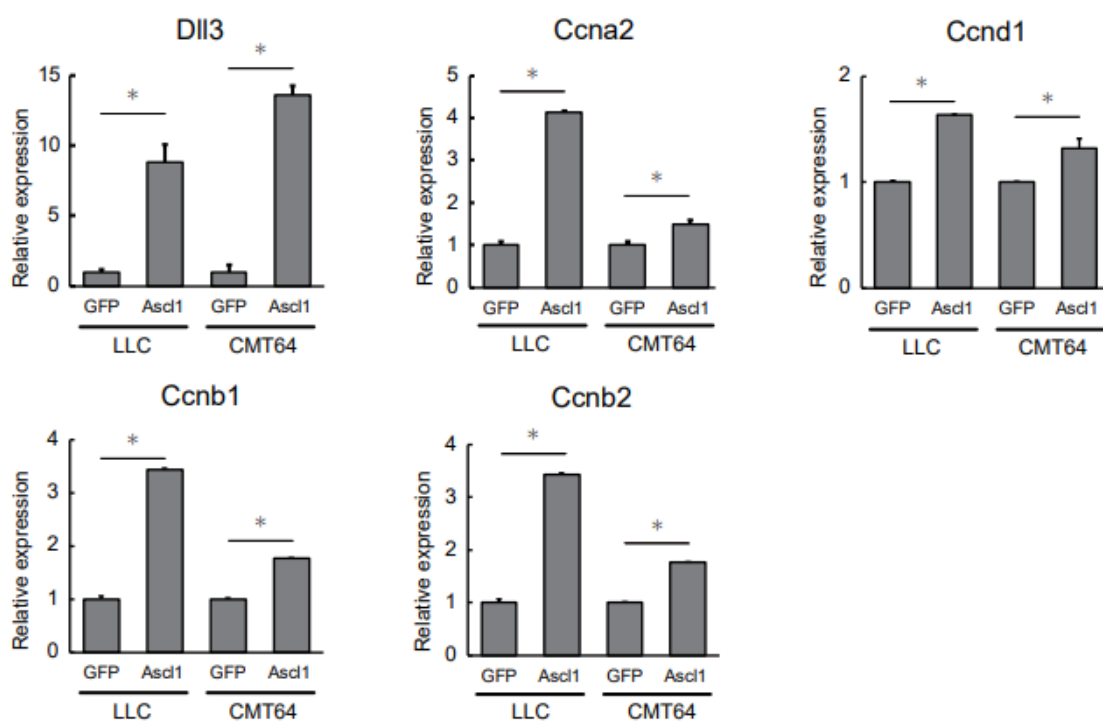 Dll3
Relative expression
15
10
5
0
*
*
GFP Ascl1 GFP Ascl1
LLC CMT64
Ccna2
Relative expression
5
4
3
2
1
0
*
*
GFP Ascl1 GFP Ascl1
LLC CMT64
Ccnd1
Relative expression
2
1
0
*
*
GFP Ascl1 GFP Ascl1
LLC CMT64
Ccnb1
Relative expression
4
3
2
1
0
*
*
GFP Ascl1 GFP Ascl1
LLC CMT64
Ccnb2
Relative expression
4
3
2
1
0
*
*
GFP Ascl1 GFP Ascl1
LLC CMT64